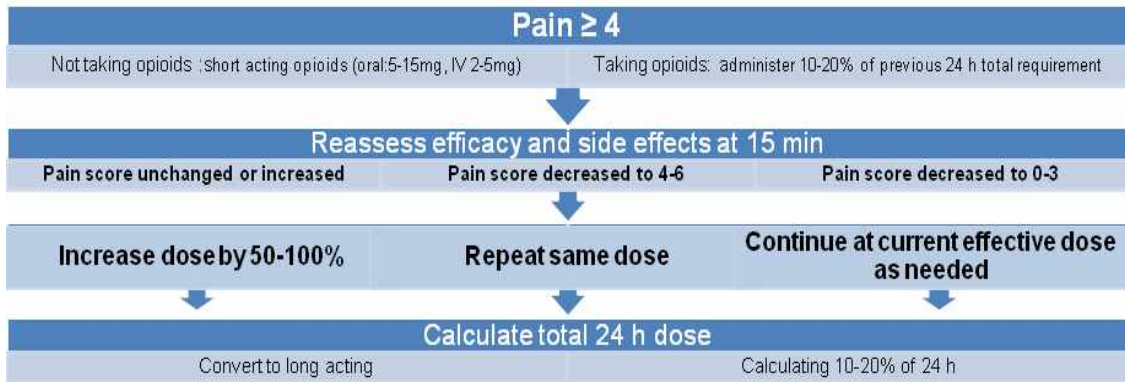 Pain ≥ 4
Not taking opioids : short acting opioids (oral:5-15mg, IV 2-5mg)
Taking opioids: administer 10-20% of previous 24 h total requirement
Reassess efficacy and side effects at 15 min
Pain score unchanged or increased
Pain score decreased to 4-6
Pain score decreased to 0-3
Increase dose by 50-100%
Repeat same dose
Continue at current effective dose
as needed
Calculate total 24 h dose
Convert to long acting
Calculating 10-20% of 24 h